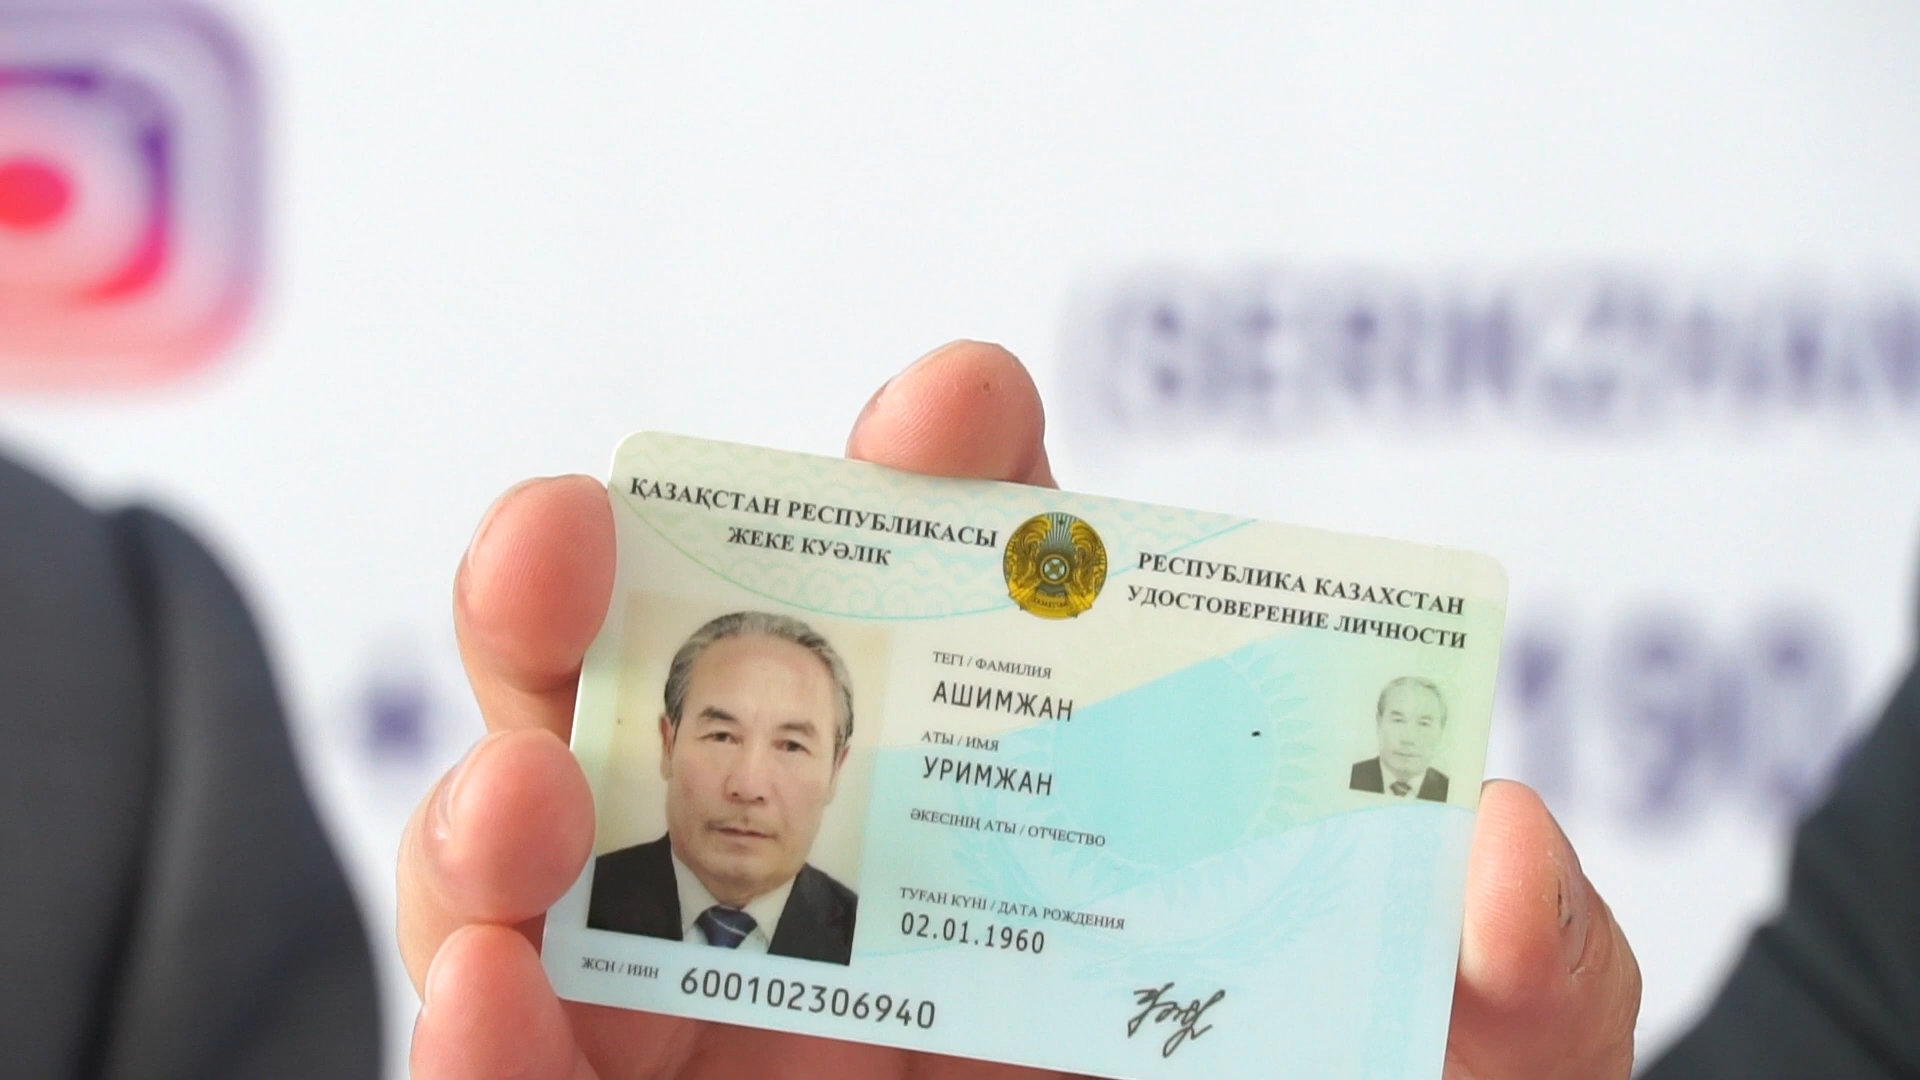 ҚАЗАҚСТАН РЕСПУБЛИКАСЫ
ЖЕКЕ КУӘЛІК
РЕСПУБЛИКА КАЗАХСТАН
УДОСТОВЕРЕНИЕ ЛИЧНОСТИ
ТЕГІ / ФАМИЛИЯ
АШИМЖАН
АТЫ / ИМЯ
УРИМЖАН
ӘКЕСІНІҢ АТЫ / ОТЧЕСТВО
ТУҒАН КҮНІ / ДАТА РОЖДЕНИЯ
02.01.1960
ЖСН / ИИН 600102306940